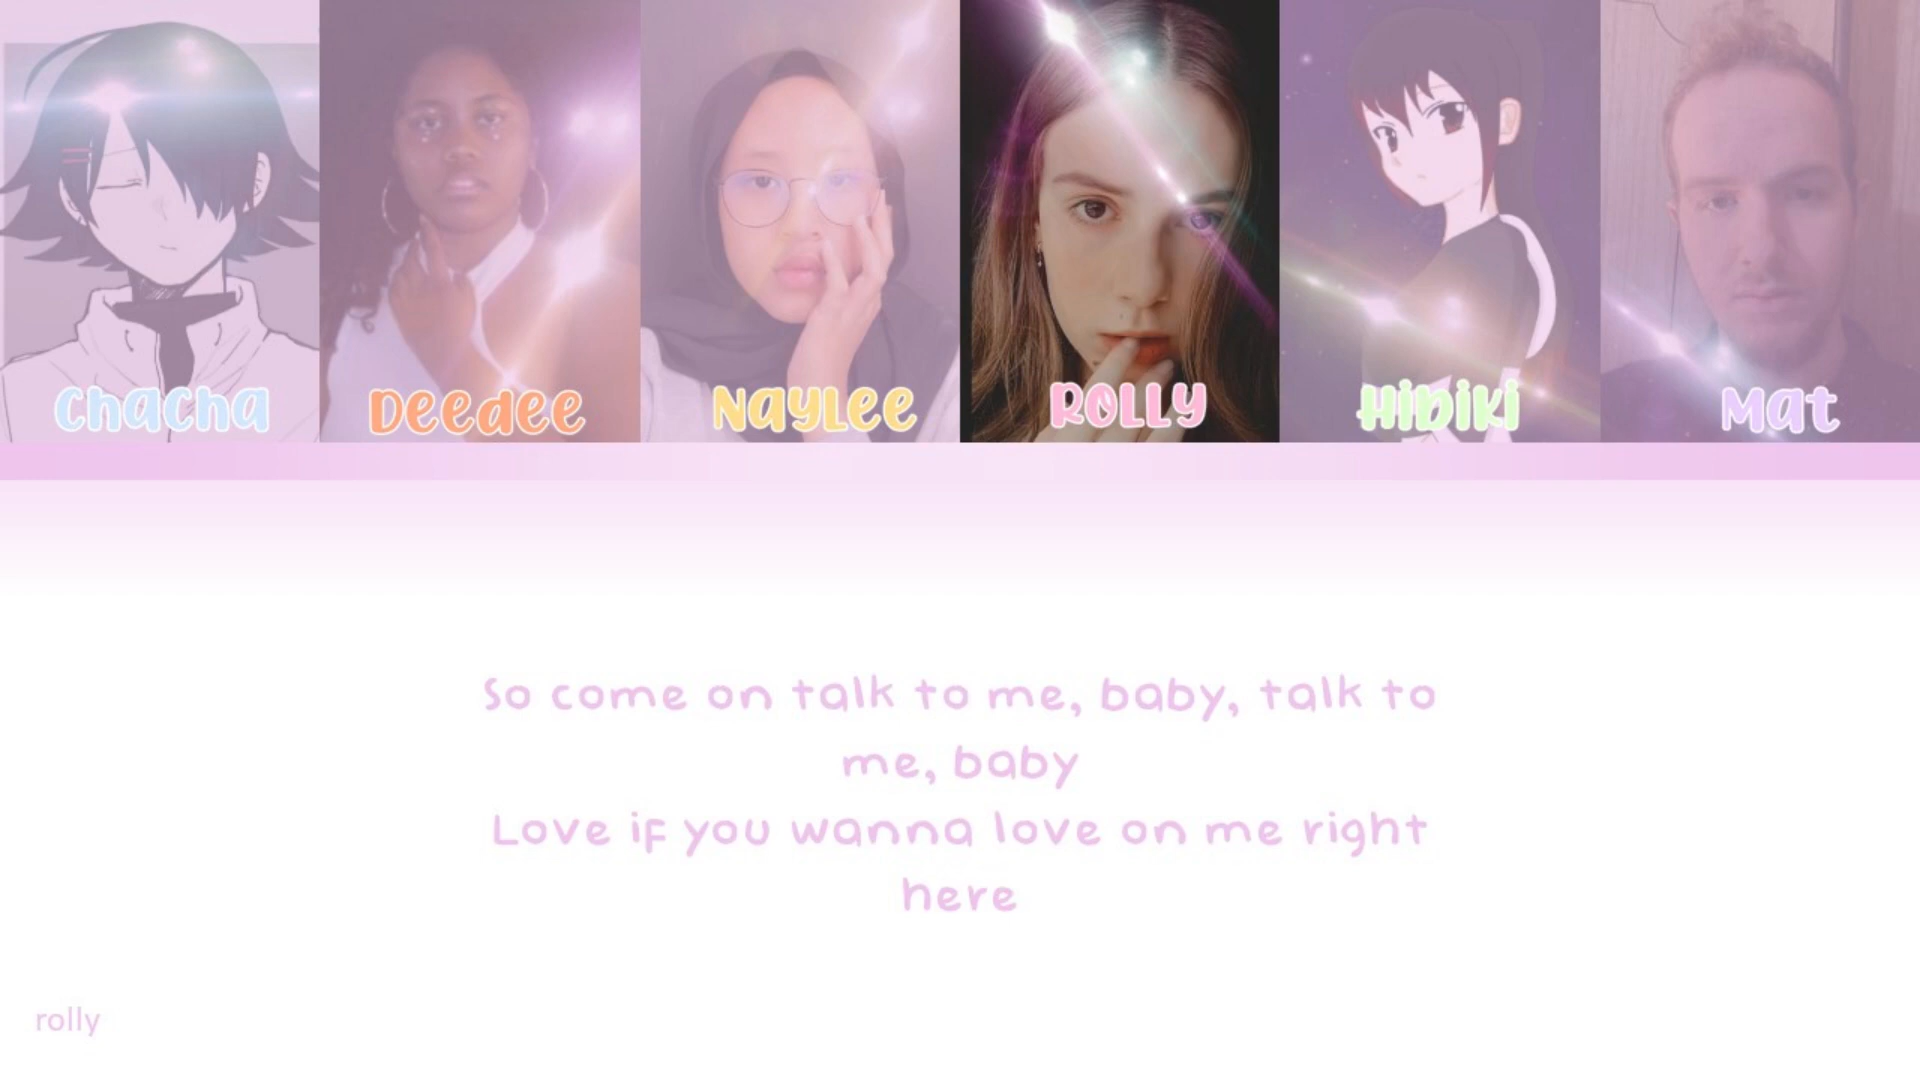 Chacha
Deedee
Naylee
Rolly
Hibiki
Mat
So come on talk to me, baby, talk to
me, baby
Love if you wanna love on me right
here
rolly